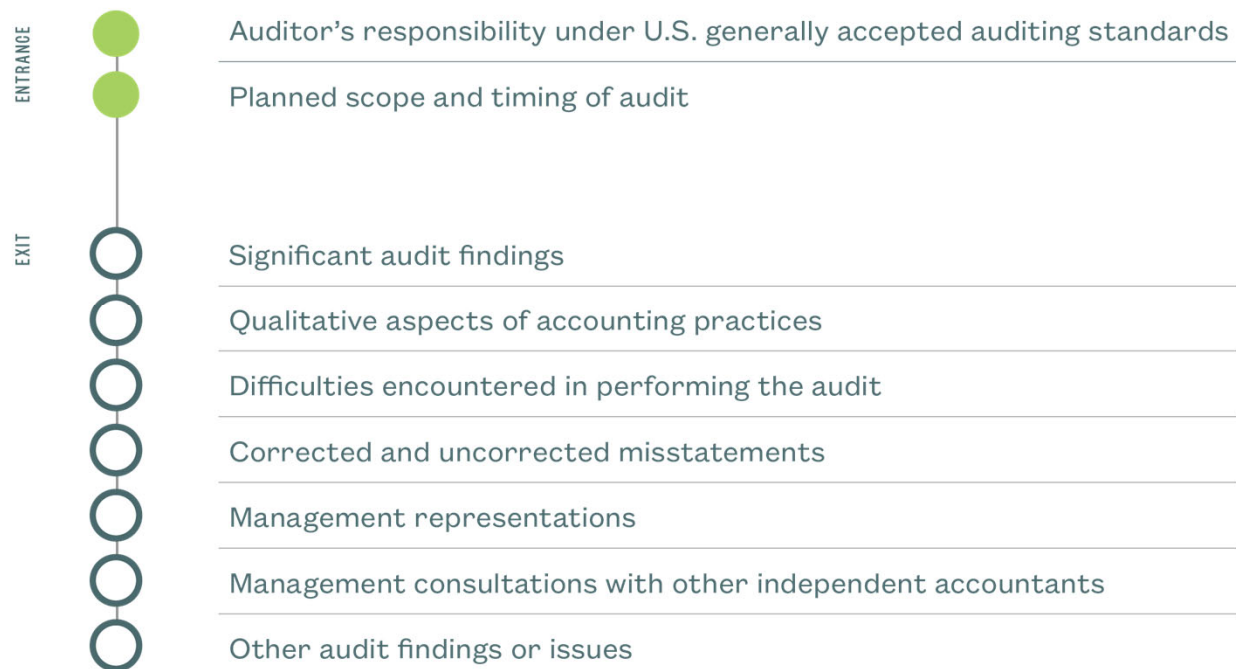 ENTRANCE
Auditor’s responsibility under U.S. generally accepted auditing standards
Planned scope and timing of audit
EXIT
Significant audit findings
Qualitative aspects of accounting practices
Difficulties encountered in performing the audit
Corrected and uncorrected misstatements
Management representations
Management consultations with other independent accountants
Other audit findings or issues